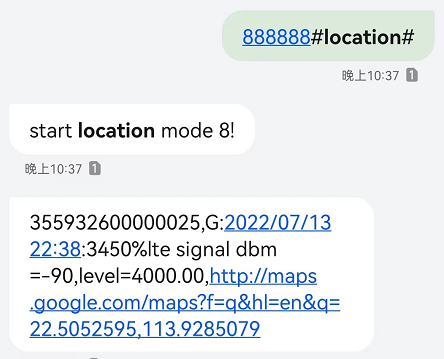 888888#location#
晚上10:37 1
start location mode 8!
晚上10:37 1
355932600000025,G:2022/07/13
22:38:3450%lte signal dbm
=-90,level=4000.00,http://maps
.google.com/maps?f=q&hl=en&q=
22.5052595,113.9285079